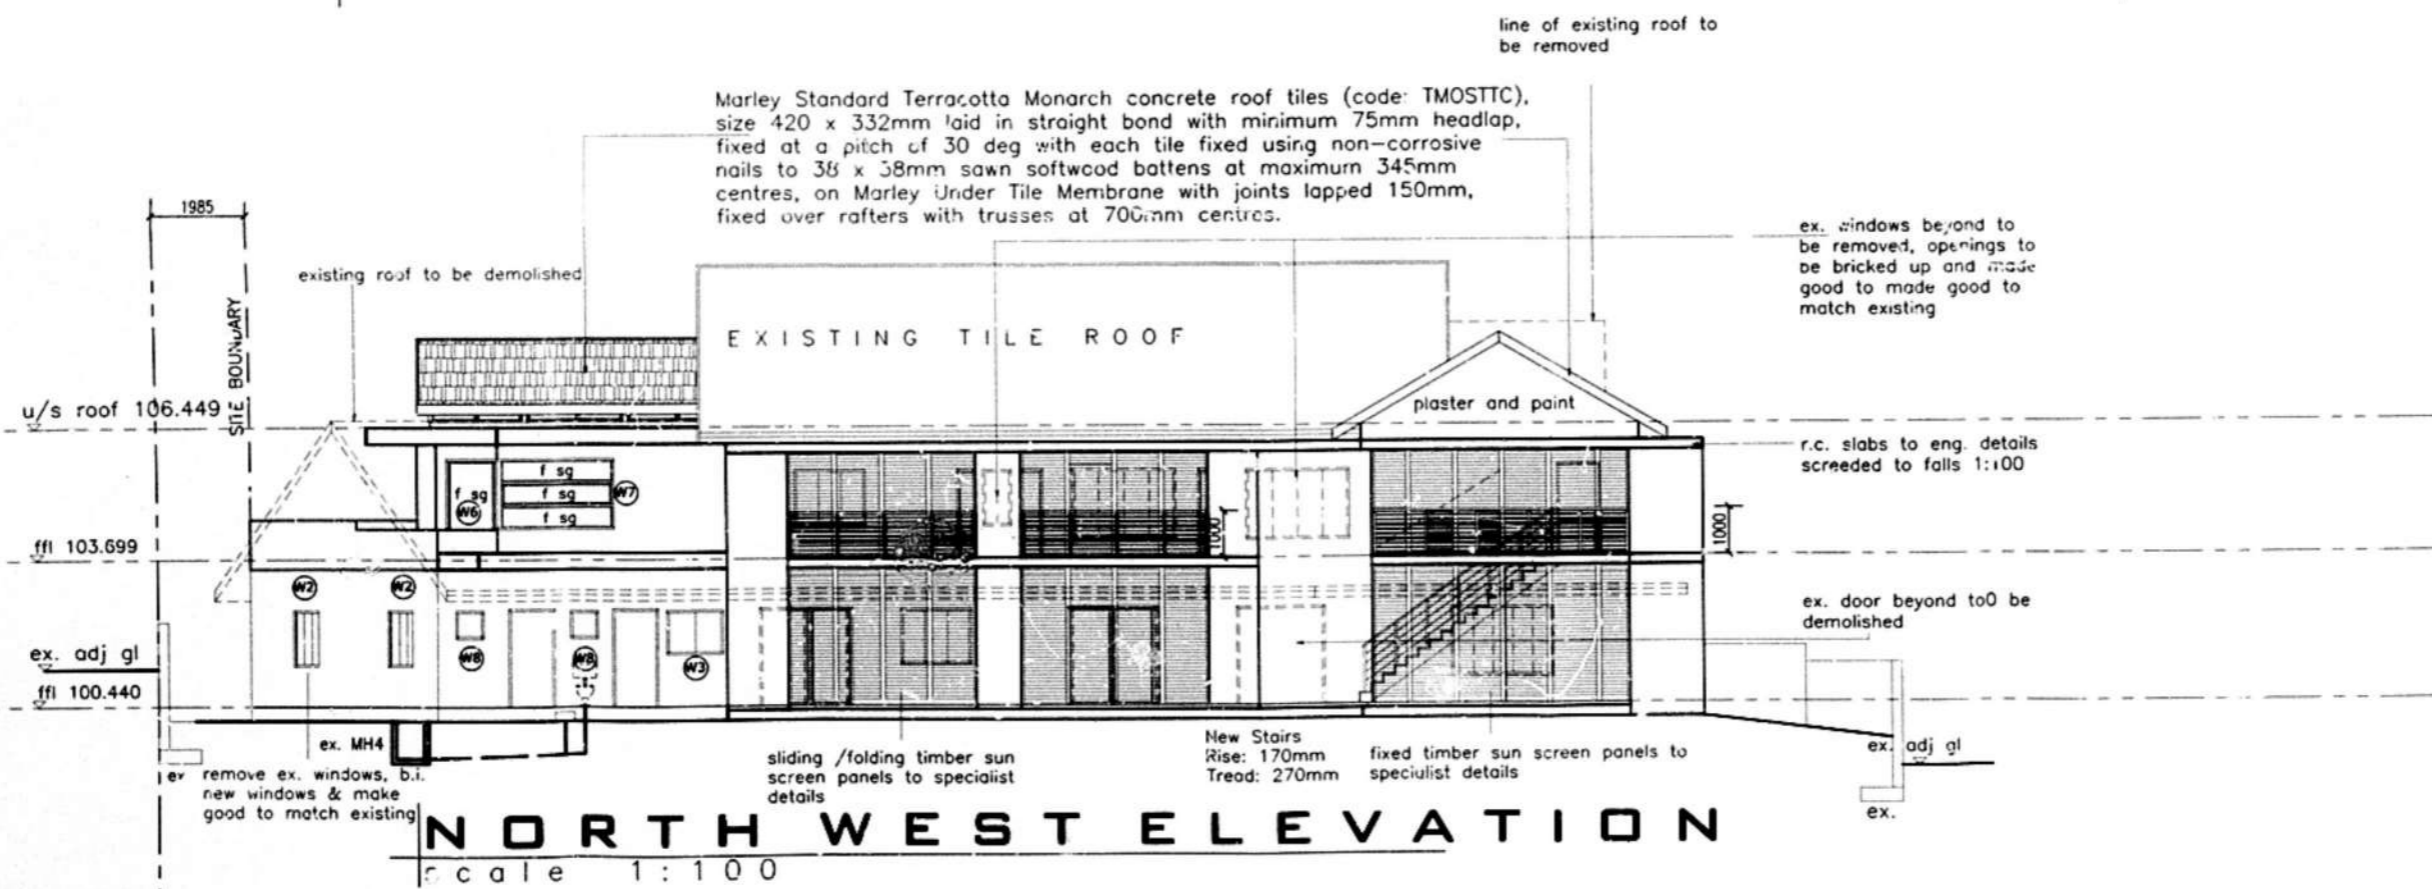 line of existing roof to
be removed
Marley Standard Terracotta Monarch concrete roof tiles (code: TMOSTTC),
size 420 x 332mm laid in straight bond with minimum 75mm headlap,
fixed at a pitch of 30 deg with each tile fixed using non-corrosive
nails to 38 x 38mm sawn softwood battens at maximum 345mm
centres, on Marley Under Tile Membrane with joints lapped 150mm,
fixed over rafters with trusses at 700mm centres.
1985
SITE BOUNDARY
existing roof to be demolished
ex. windows beyond to
be removed, openings to
be bricked up and made
good to made good to
match existing
EXISTING TILE ROOF
plaster and paint
u/s roof 106.449
r.c. slabs to eng. details
screeded to falls 1:100
f sg
f sg
f sg
f sg
W6
W7
1000
1000
ffl 103.699
W2
W2
W8
W8
W3
ex. door beyond to0 be
demolished
ex. adj gl
ffl 100.440
ex. MH4
ex
remove ex. windows, b.i.
new windows & make
good to match existing
sliding /folding timber sun
screen panels to specialist
details
New Stairs
Rise: 170mm
Tread: 270mm
fixed timber sun screen panels to
specialist details
ex. adj gl
ex.
NORTH WEST ELEVATION
scale 1:100